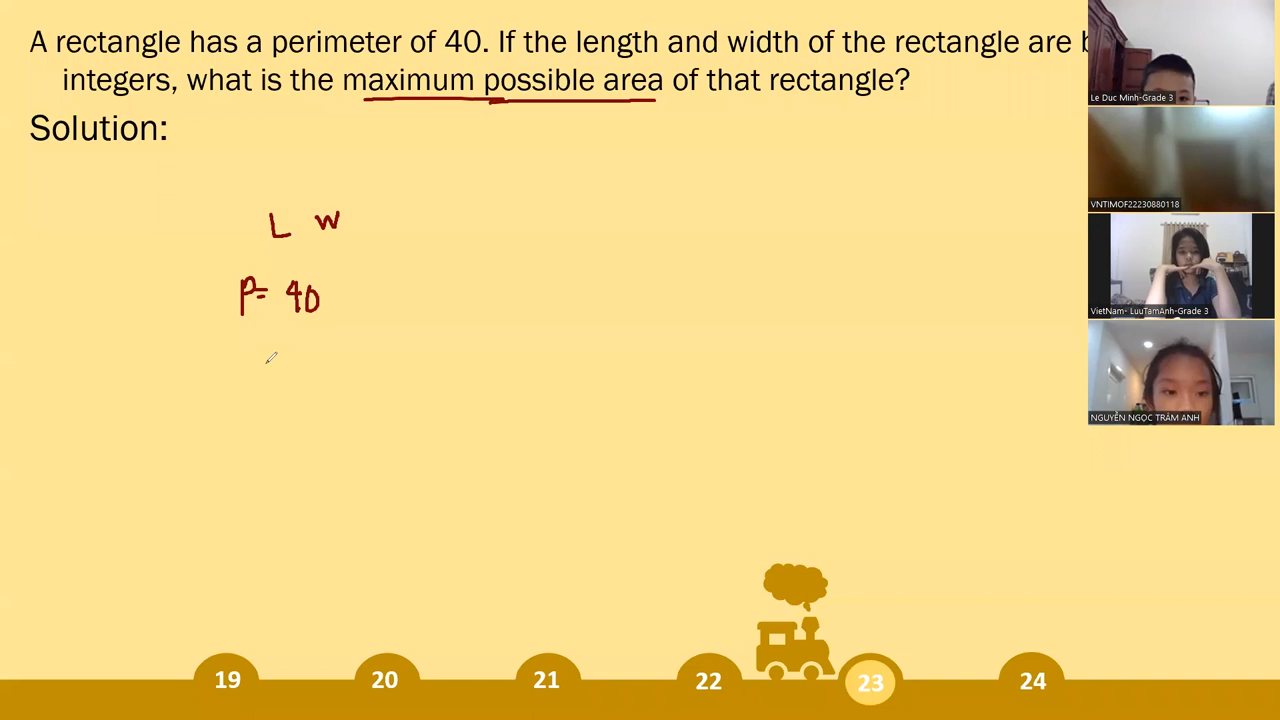 A rectangle has a perimeter of 40. If the length and width of the rectangle are
integers, what is the maximum possible area of that rectangle?
Solution:
L W
P= 40
Le Duc Minh-Grade 3
VNTIMOF22230880118
VietNam- LuuTamAnh-Grade 3
NGUYỄN NGỌC TRÂM ANH
19 20 21 22 23 24